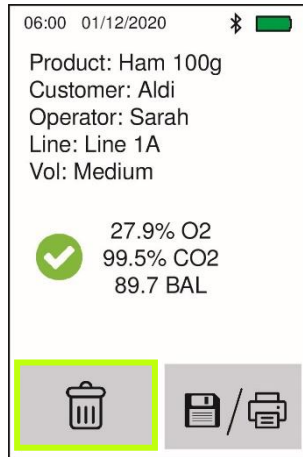 06:00 01/12/2020
Product: Ham 100g
Customer: Aldi
Operator: Sarah
Line: Line 1A
Vol: Medium
27.9% O2
99.5% CO2
89.7 BAL
/